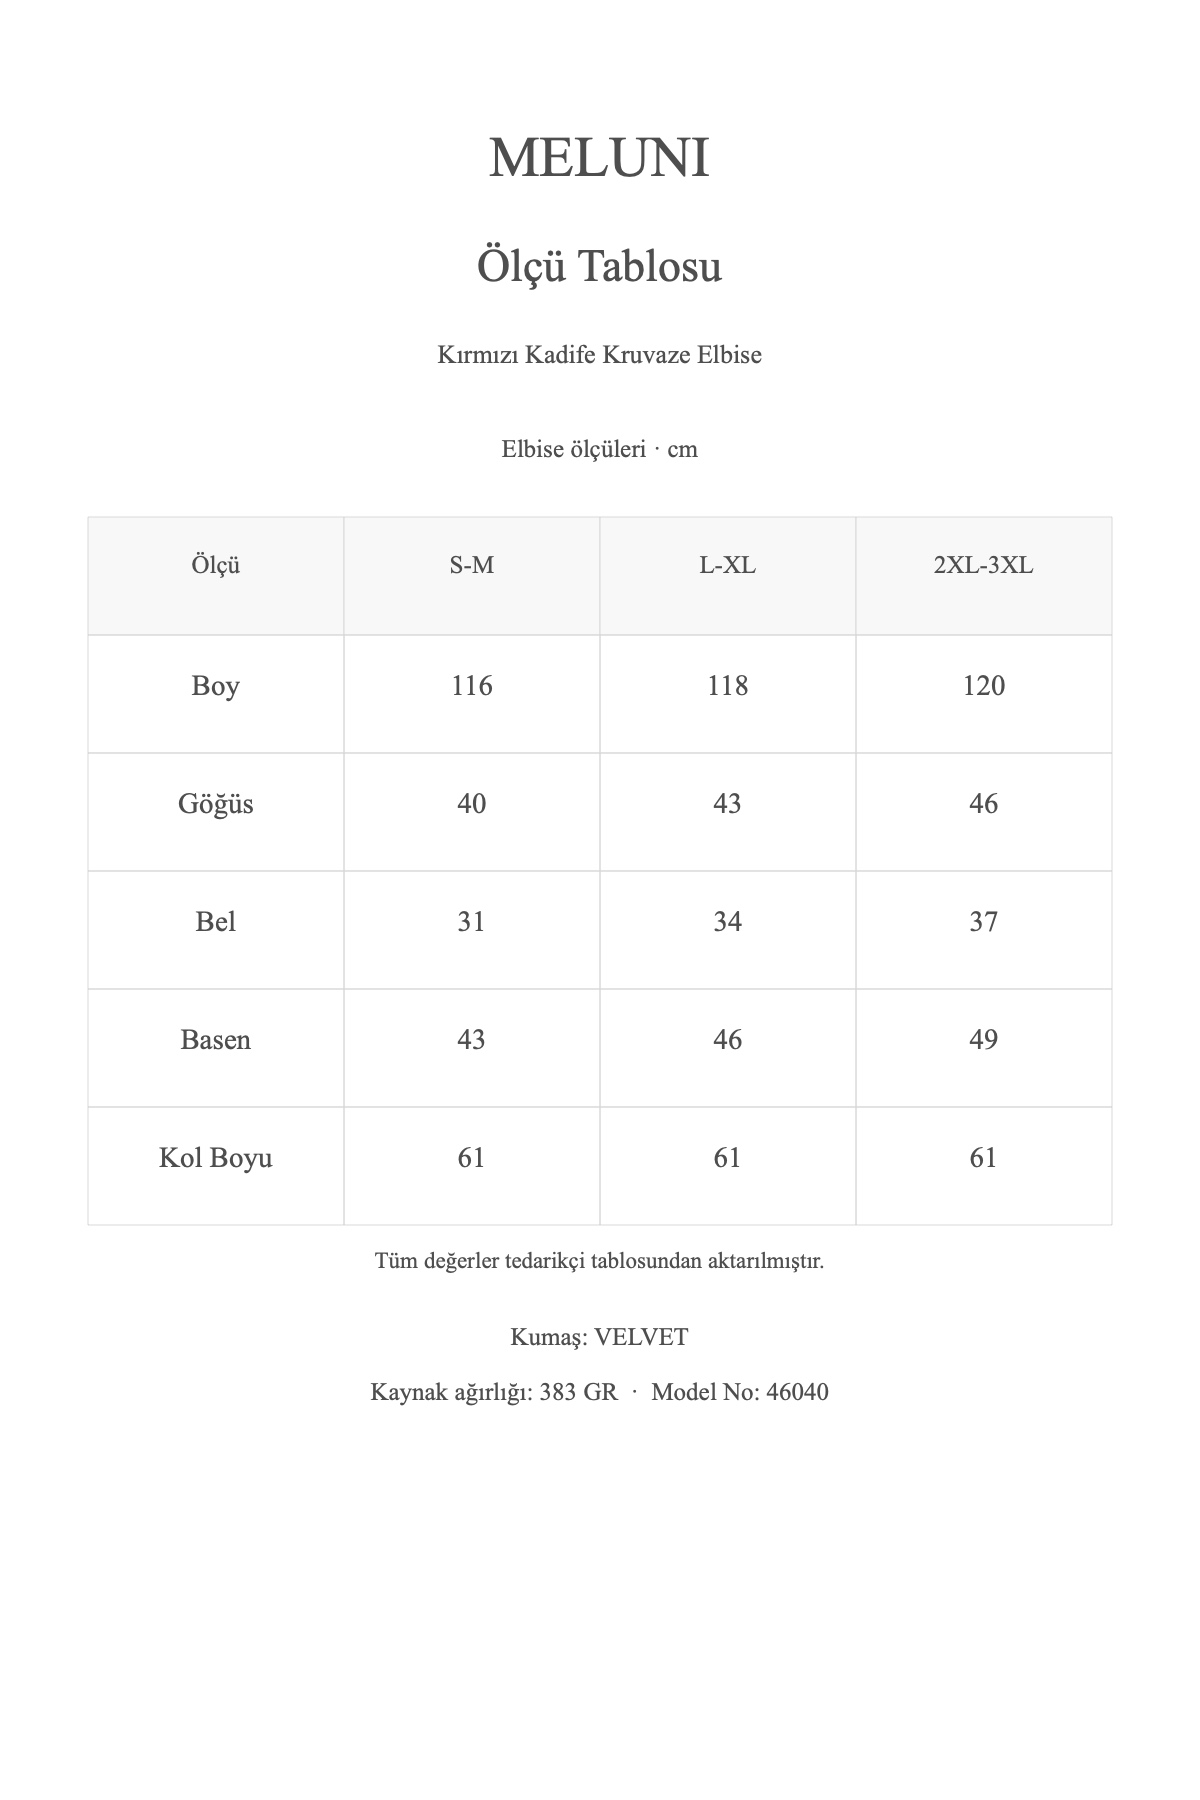 MELUNI
Ölçü Tablosu
Kırmızı Kadife Kruvaze Elbise
Elbise ölçüleri · cm
Ölçü S-M L-XL 2XL-3XL
Boy 116 118 120
Göğüs 40 43 46
Bel 31 34 37
Basen 43 46 49
Kol Boyu 61 61 61
Tüm değerler tedarikçi tablosundan aktarılmıştır.
Kumaş: VELVET
Kaynak ağırlığı: 383 GR · Model No: 46040